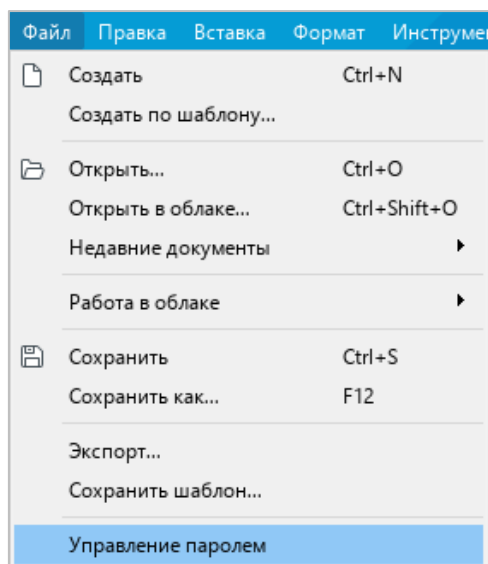 Файл Правка Вставка Формат Инструме
Создать Ctrl+N
Создать по шаблону...
Открыть... Ctrl+O
Открыть в облаке... Ctrl+Shift+O
Недавние документы
Работа в облаке
Сохранить Ctrl+S
Сохранить как... F12
Экспорт...
Сохранить шаблон...
Управление паролем